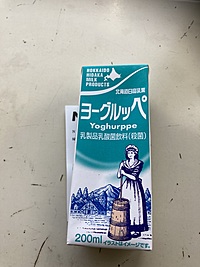 HOKKAIDO
HIDAKA
MILK
PRODUCTS
北海道日高乳業
ヨーグルッペ
Yoghurppe
乳製品乳酸菌飲料(殺菌)
200ml
イラストはイメージです。